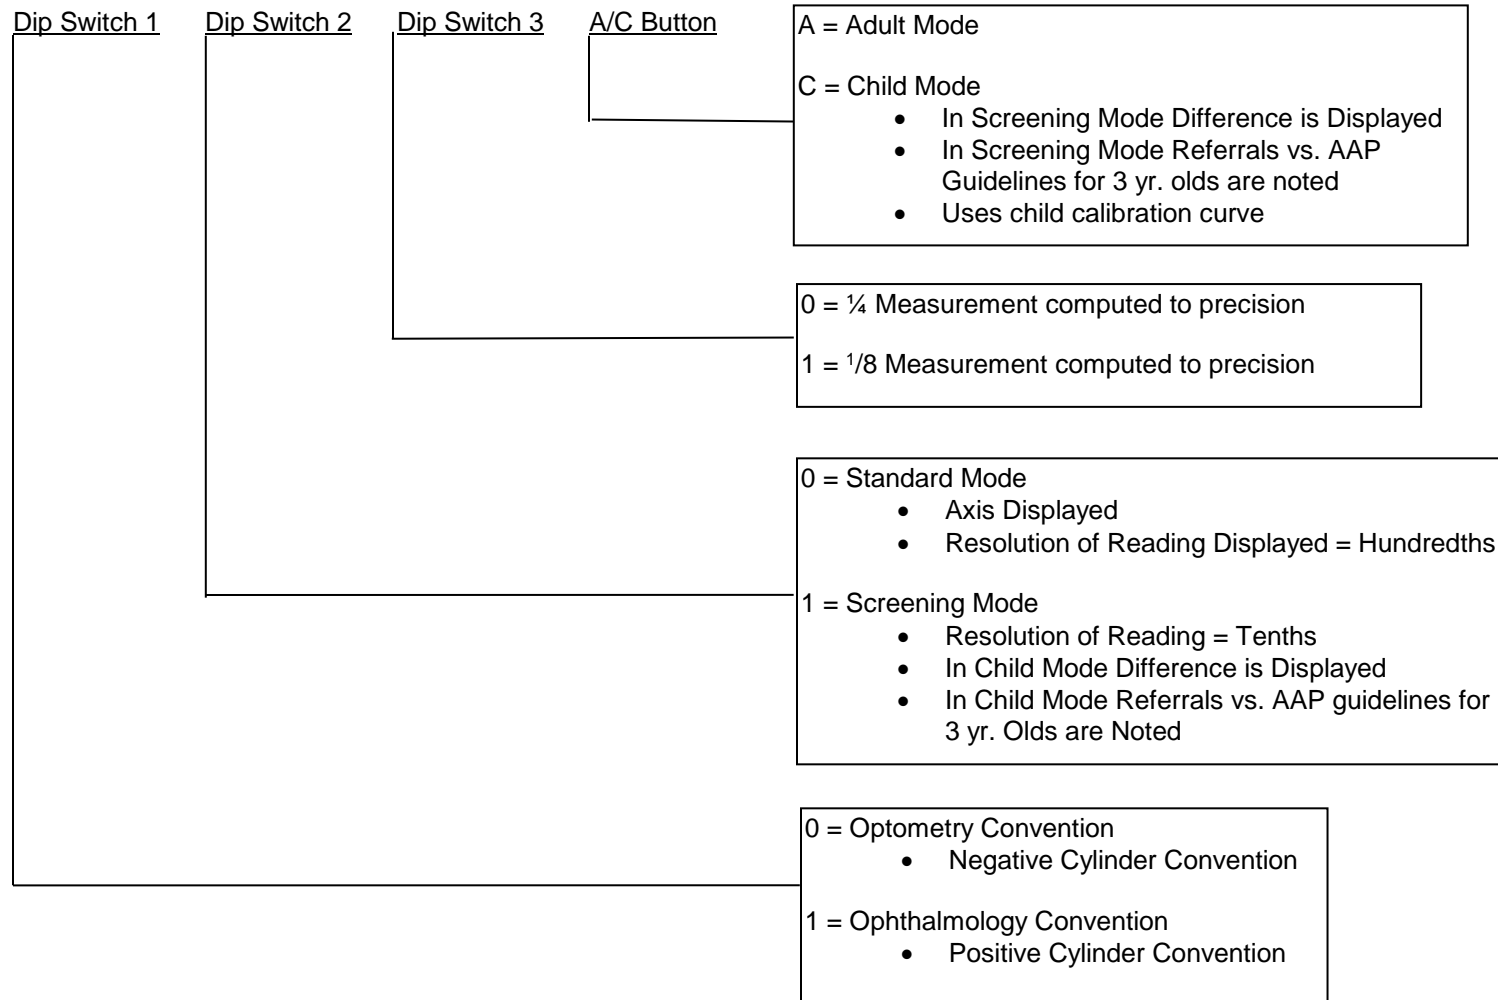 Dip Switch 1 Dip Switch 2 Dip Switch 3 A/C Button
A = Adult Mode
C = Child Mode
• In Screening Mode Difference is Displayed
• In Screening Mode Referrals vs. AAP
Guidelines for 3 yr. olds are noted
• Uses child calibration curve
0 = ¼ Measurement computed to precision
1 = ¹/8 Measurement computed to precision
0 = Standard Mode
• Axis Displayed
• Resolution of Reading Displayed = Hundredths
1 = Screening Mode
• Resolution of Reading = Tenths
• In Child Mode Difference is Displayed
• In Child Mode Referrals vs. AAP guidelines for
3 yr. Olds are Noted
0 = Optometry Convention
• Negative Cylinder Convention
1 = Ophthalmology Convention
• Positive Cylinder Convention